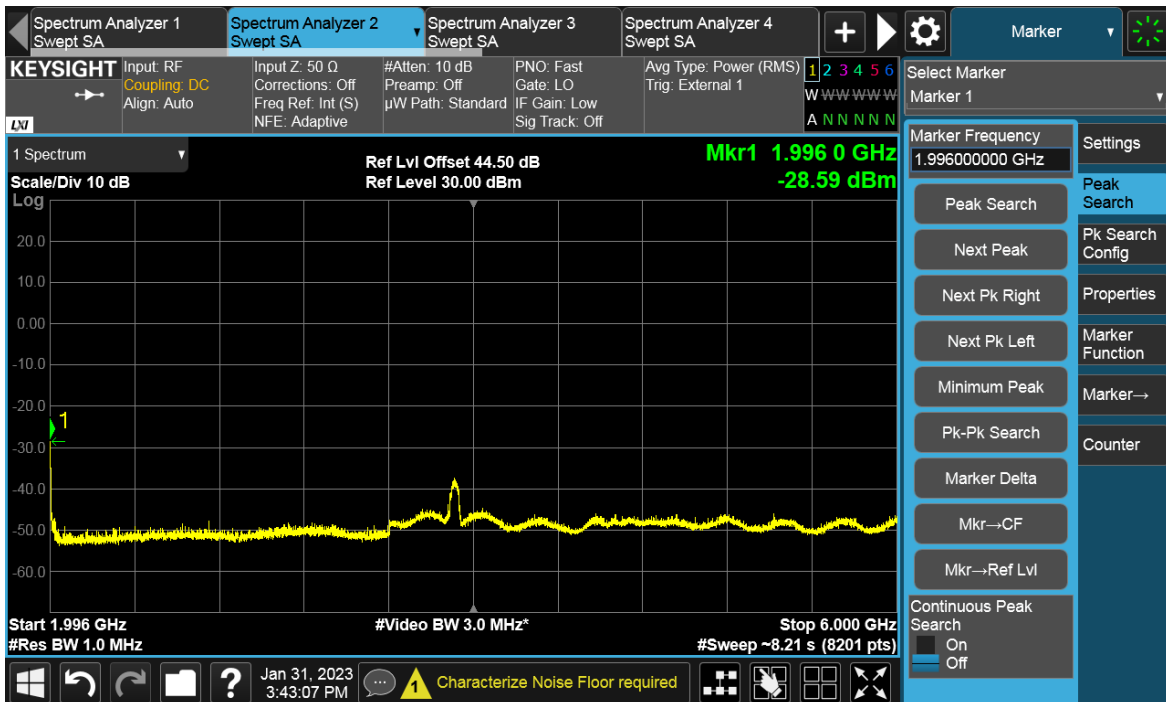 Spectrum Analyzer 1
Swept SA
Spectrum Analyzer 2
Swept SA
Spectrum Analyzer 3
Swept SA
Spectrum Analyzer 4
Swept SA
+
Marker
KEYSIGHT
LXI
Input: RF
Coupling: DC
Align: Auto
Input Z: 50 Ω
Corrections: Off
Freq Ref: Int (S)
NFE: Adaptive
#Atten: 10 dB
Preamp: Off
µW Path: Standard
PNO: Fast
Gate: LO
IF Gain: Low
Sig Track: Off
Avg Type: Power (RMS)
Trig: External 1
1 2 3 4 5 6
W W W W W W
A N N N N N
Select Marker
Marker 1
1 Spectrum
Scale/Div 10 dB
Log
Ref Lvl Offset 44.50 dB
Ref Level 30.00 dBm
Mkr1 1.996 0 GHz
-28.59 dBm
20.0
10.0
0.00
-10.0
-20.0
-30.0
-40.0
-50.0
-60.0
1
Start 1.996 GHz
#Res BW 1.0 MHz
#Video BW 3.0 MHz*
Stop 6.000 GHz
#Sweep ~8.21 s (8201 pts)
Marker Frequency
1.996000000 GHz
Peak Search
Next Peak
Next Pk Right
Next Pk Left
Minimum Peak
Pk-Pk Search
Marker Delta
Mkr→CF
Mkr→Ref Lvl
Continuous Peak
Search
On
Off
Settings
Peak
Search
Pk Search
Config
Properties
Marker
Function
Marker→
Counter
?
Jan 31, 2023
3:43:07 PM
1
Characterize Noise Floor required